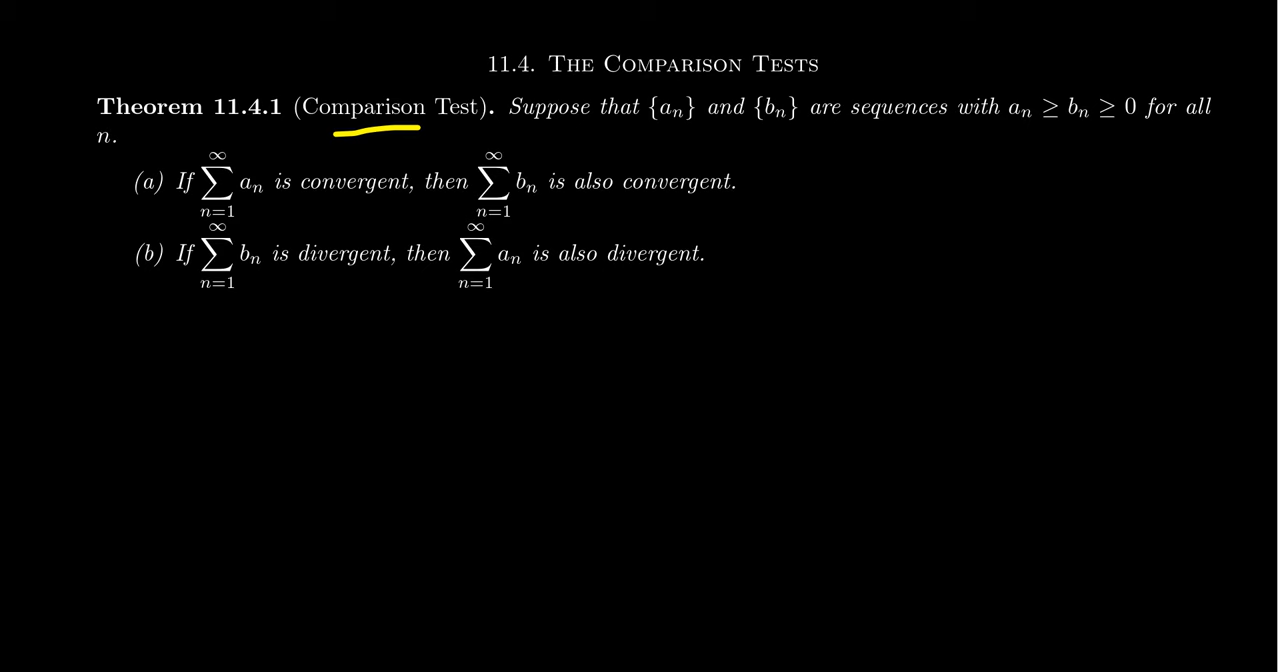 11.4. THE COMPARISON TESTS
Theorem 11.4.1 (Comparison Test). Suppose that {aₙ} and {bₙ} are sequences with aₙ ≥ bₙ ≥ 0 for all
n.
(a) If ∑_{n=1}^{∞} aₙ is convergent, then ∑_{n=1}^{∞} bₙ is also convergent.
(b) If ∑_{n=1}^{∞} bₙ is divergent, then ∑_{n=1}^{∞} aₙ is also divergent.